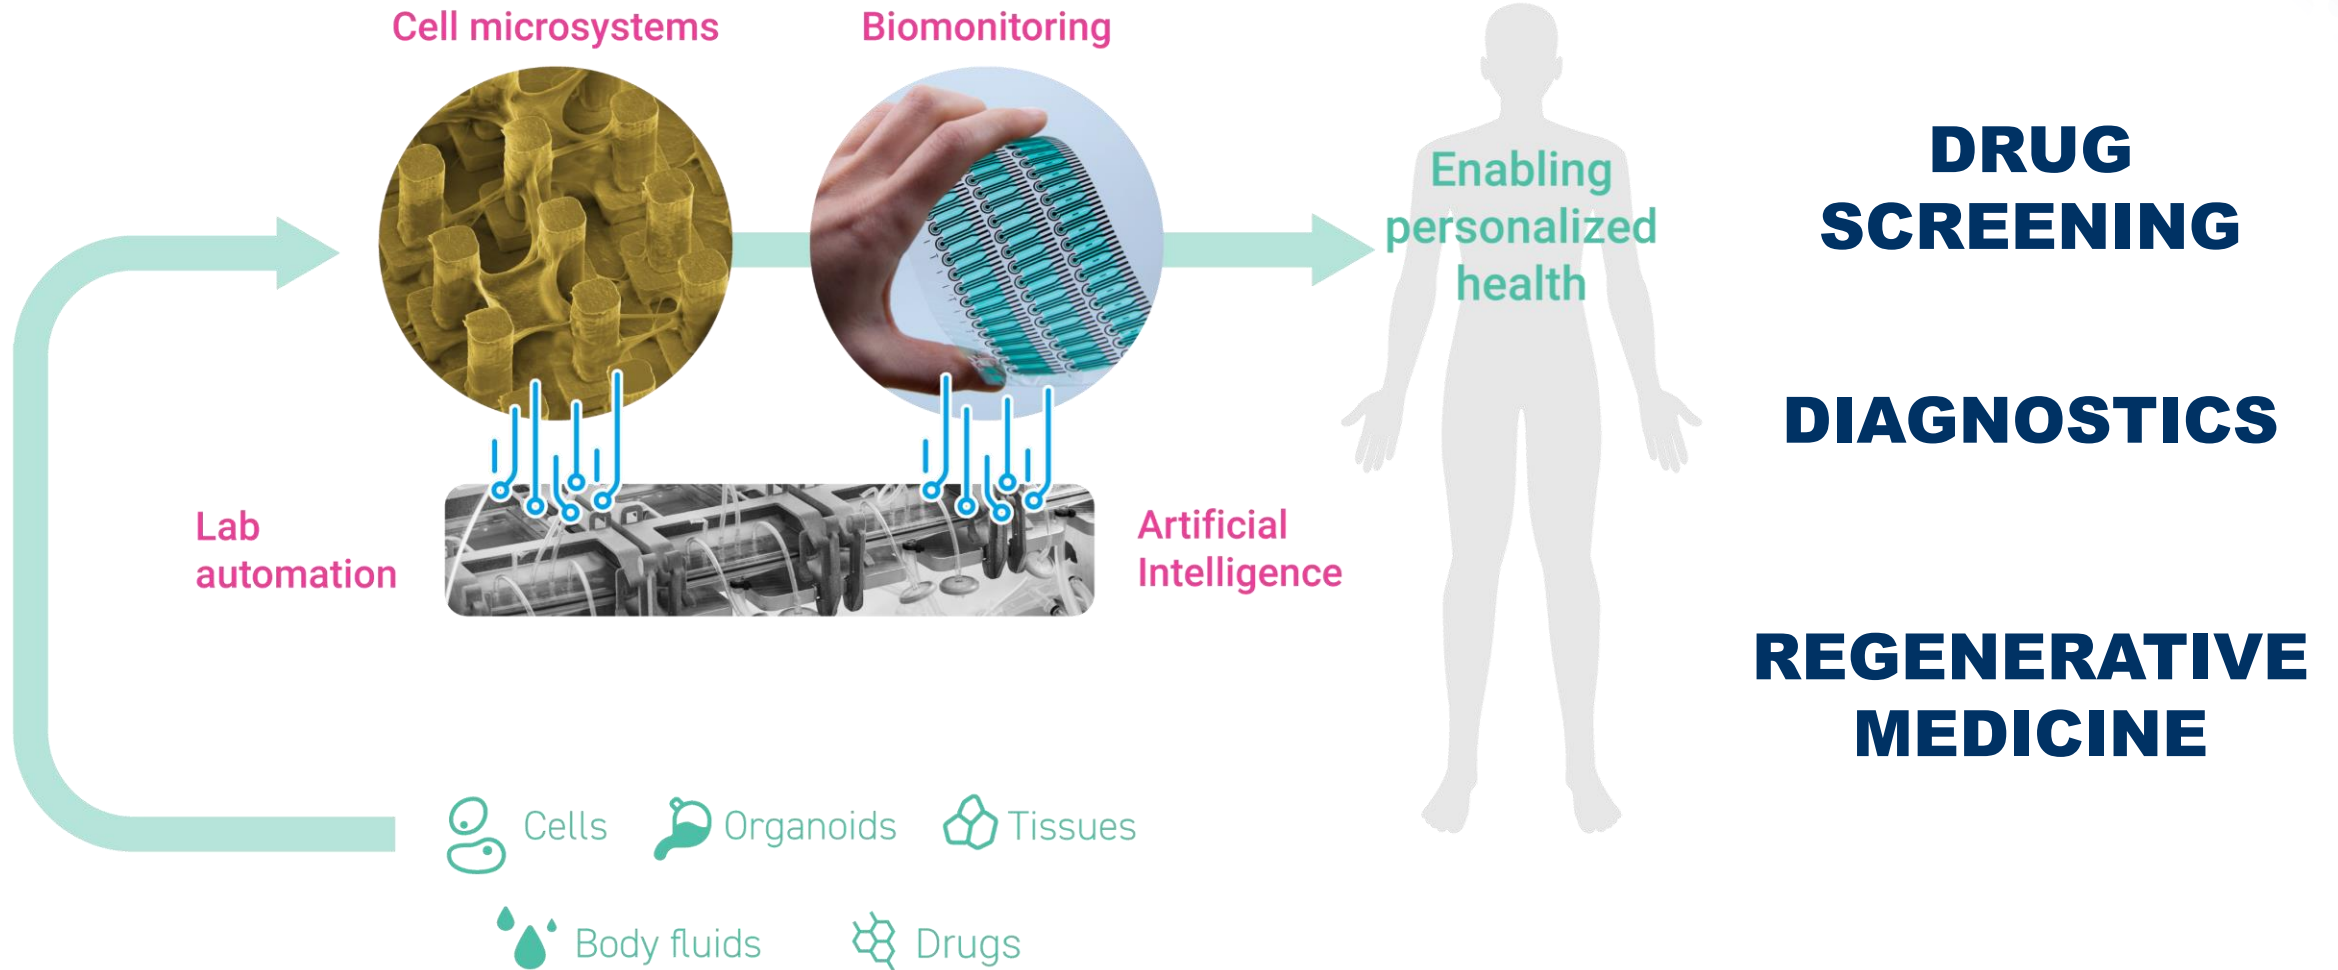 Cell microsystems
Biomonitoring
Enabling
personalized
health
DRUG
SCREENING
DIAGNOSTICS
REGENERATIVE
MEDICINE
Lab
automation
Artificial
Intelligence
Cells
Organoids
Tissues
Body fluids
Drugs